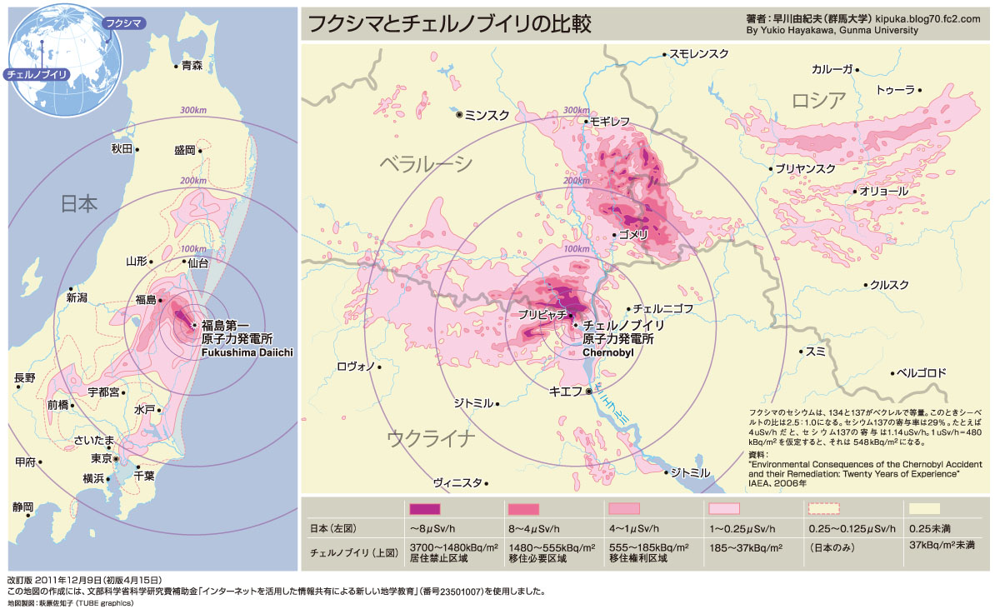 フクシマ
チェルノブイリ
青森
300km
秋田
盛岡
200km
日本
100km
山形
仙台
新潟
福島
福島第一
原子力発電所
Fukushima Daiichi
長野
宇都宮
前橋
水戸
さいたま
東京
甲府
横浜
千葉
静岡
フクシマとチェルノブイリの比較
著者:早川由紀夫(群馬大学) kipuka.blog70.fc2.com
By Yukio Hayakawa, Gunma University
スモレンスク
カルーガ
トゥーラ
ロシア
ミンスク
300km
モギレフ
ベラルーシ
ブリヤンスク
200km
オリョール
ゴメリ
100km
クルスク
プリピャチ
チェルニゴフ
チェルノブイリ
原子力発電所
Chernobyl
スミ
ロヴォノ
ベルゴロド
キエフ
ジトミル
ドニエプル川
ウクライナ
ヴィニスタ
ジトミル
フクシマのセシウムは、134と137がベクレルで等量。このときシーベ
ルトの比は2.5:1.0になる。セシウム137の寄与率は29%。たとえば
4uSv/hだと、セシウム137の寄与は1.14uSv/h。1uSv/h=480
kBq/m²を仮定すると、それは548kBq/m²になる。
資料:
"Environmental Consequences of the Chernobyl Accident
and their Remediation: Twenty Years of Experience"
IAEA、2006年
日本(左図) ~8μSv/h 8~4μSv/h 4~1μSv/h 1~0.25μSv/h 0.25~0.125μSv/h 0.25未満
チェルノブイリ(上図) 3700~1480kBq/m² 1480~555kBq/m² 555~185kBq/m² 185~37kBq/m² (日本のみ) 37kBq/m²未満
居住禁止区域 移住必要区域 移住権利区域
改訂版 2011年12月9日(初版4月15日)
この地図の作成には、文部科学省科学研究費補助金「インターネットを活用した情報共有による新しい地学教育」(番号23501007)を使用しました。
地図製図:萩原佐知子(TUBE graphics)